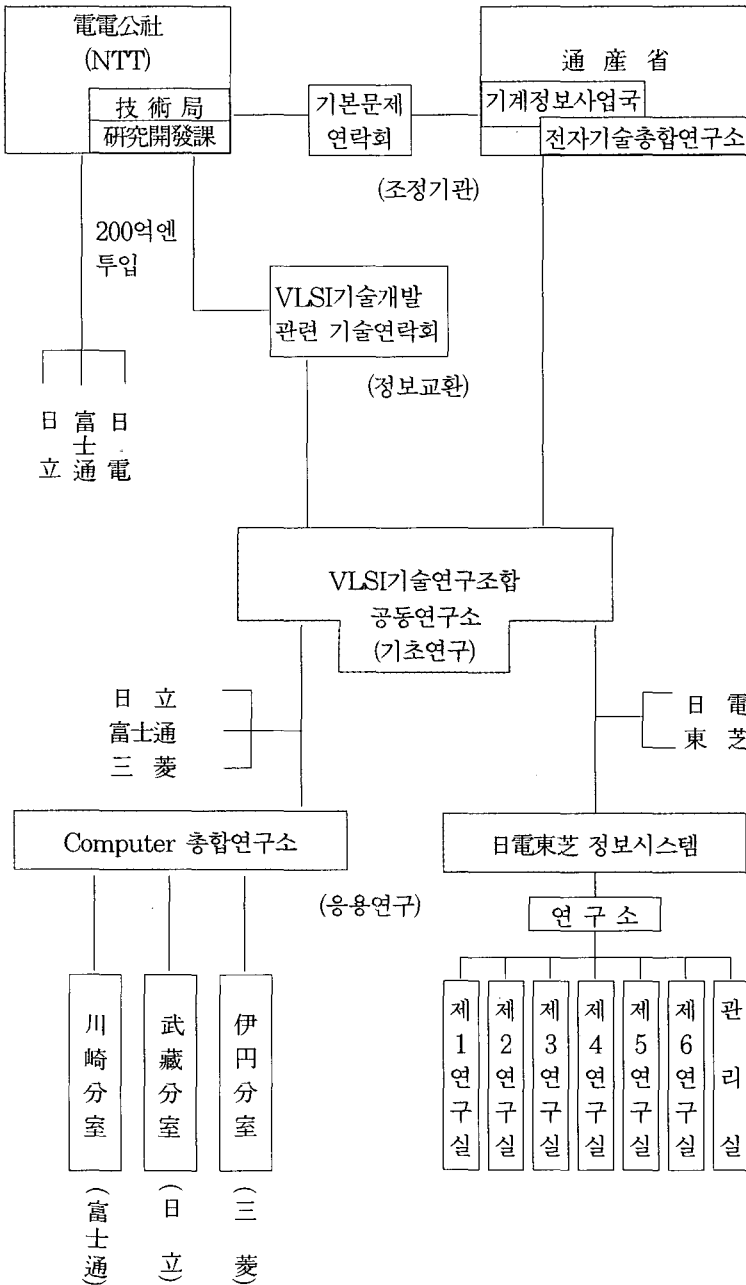 電電公社
(NTT)
技術局
研究開發課
기본문제
연락회
通産省
기계정보사업국
전자기술총합연구소
(조정기관)
200억엔
투입
VLSI기술개발
관련 기술연락회
(정보교환)
日立
富士通
日電
VLSI기술연구조합
공동연구소
(기초연구)
日立
富士通
三菱
日電
東芝
Computer 총합연구소
日電東芝 정보시스템
(응용연구)
연구소
川崎分室
武藏分室
伊円分室
제1연구실
제2연구실
제3연구실
제4연구실
제5연구실
제6연구실
관리실
(富士通)
(日立)
(三菱)